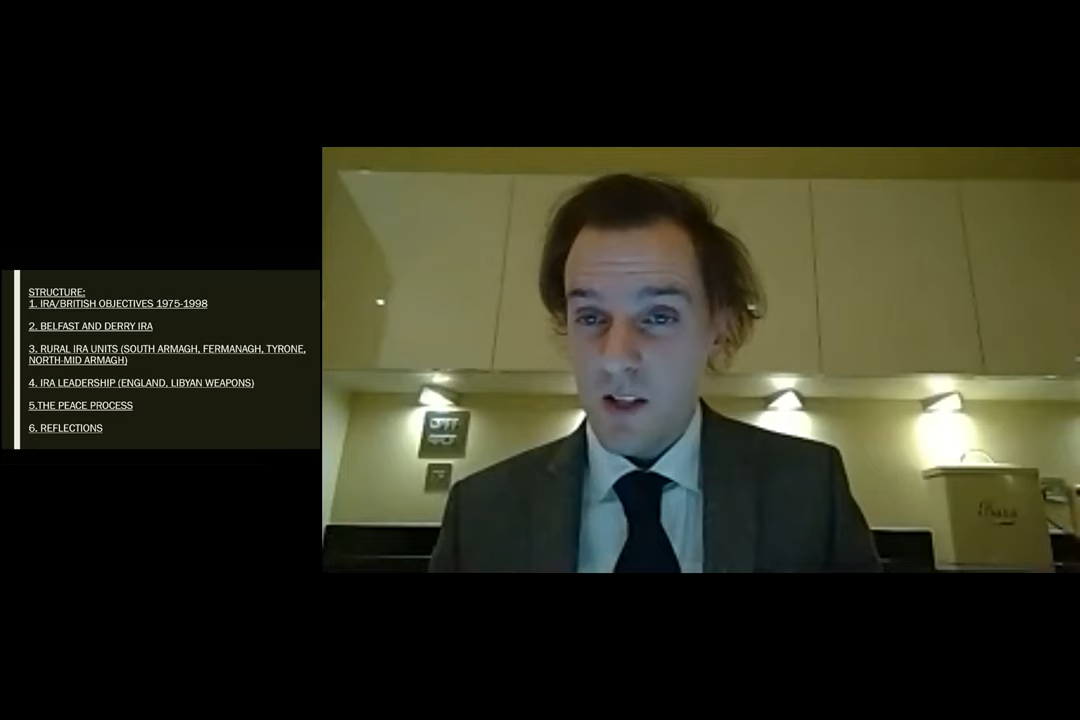 STRUCTURE:
1. IRA/BRITISH OBJECTIVES 1975-1998
2. BELFAST AND DERRY IRA
3. RURAL IRA UNITS (SOUTH ARMAGH, FERMANAGH, TYRONE,
NORTH-MID ARMAGH)
4. IRA LEADERSHIP (ENGLAND, LIBYAN WEAPONS)
5.THE PEACE PROCESS
6. REFLECTIONS